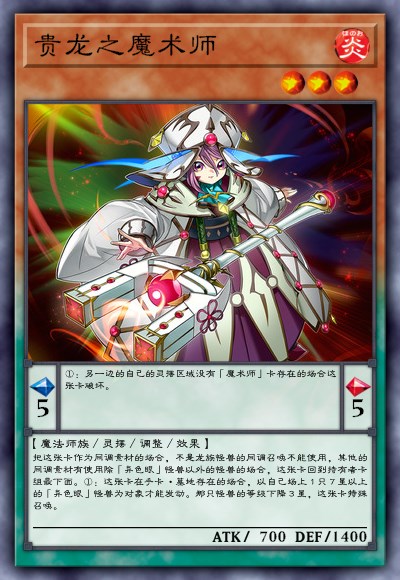 贵龙之魔术师
ほのお
炎
①：另一边的自己的灵摆区域没有「魔术师」卡存在的场合这
张卡破坏。
5
5
【魔法师族／灵摆／调整／效果】
把这张卡作为同调素材的场合，不是龙族怪兽的同调召唤不能使用，其他的
同调素材有使用除「异色眼」怪兽以外的怪兽的场合，这张卡回到持有者卡
组最下面。①：这张卡在手卡·墓地存在的场合，以自己场上1只7星以上
的「异色眼」怪兽为对象才能发动。那只怪兽的等级下降3星，这张卡特殊
召唤。
ATK/ 700 DEF/1400